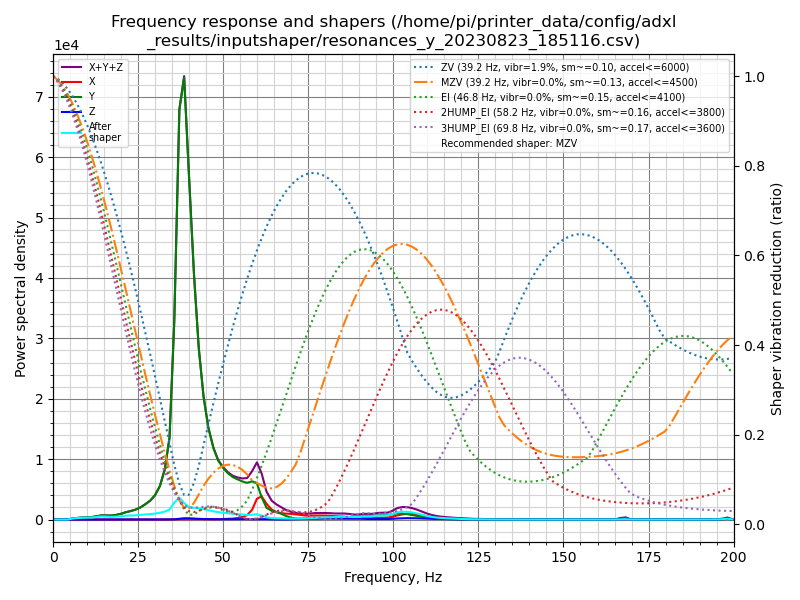 Frequency response and shapers (/home/pi/printer_data/config/adxl
_results/inputshaper/resonances_y_20230823_185116.csv)
1e4
X+Y+Z
X
Y
Z
After
shaper
ZV (39.2 Hz, vibr=1.9%, sm~=0.10, accel<=6000)
MZV (39.2 Hz, vibr=0.0%, sm~=0.13, accel<=4500)
EI (46.8 Hz, vibr=0.0%, sm~=0.15, accel<=4100)
2HUMP_EI (58.2 Hz, vibr=0.0%, sm~=0.16, accel<=3800)
3HUMP_EI (69.8 Hz, vibr=0.0%, sm~=0.17, accel<=3600)
Recommended shaper: MZV
Power spectral density
7
6
5
4
3
2
1
0
1.0
0.8
0.6
0.4
0.2
0.0
Shaper vibration reduction (ratio)
0 25 50 75 100 125 150 175 200
Frequency, Hz